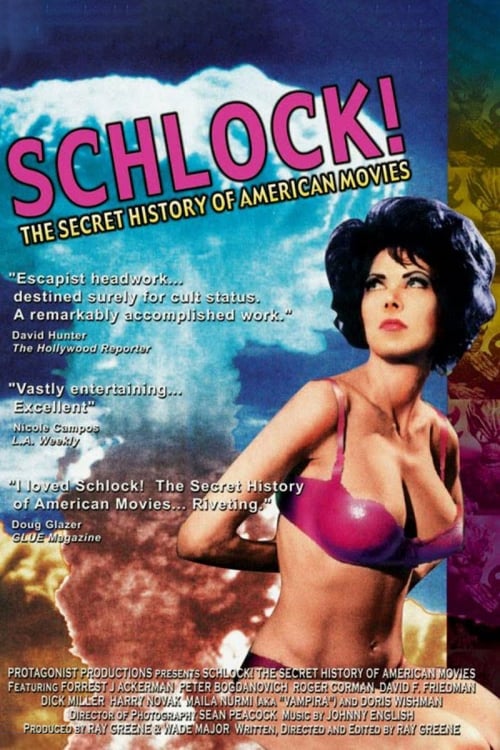 SCHLOCK!
THE SECRET HISTORY OF AMERICAN MOVIES
"Escapist headwork...
destined surely for cult status.
A remarkably accomplished work."
David Hunter
The Hollywood Reporter
"Vastly entertaining...
Excellent"
Nicole Campos
L.A. Weekly
"I loved Schlock! The Secret History
of American Movies... Riveting."
Doug Glazer
GLUE Magazine
PROTAGONIST PRODUCTIONS PRESENTS SCHLOCK! THE SECRET HISTORY OF AMERICAN MOVIES
FEATURING FORREST J ACKERMAN PETER BOGDANOVICH ROGER CORMAN DAVID F. FRIEDMAN
DICK MILLER HARRY NOVAK MAILA NURMI (AKA "VAMPIRA") AND DORIS WISHMAN
DIRECTOR OF PHOTOGRAPHY SEAN PEACOCK MUSIC BY JOHNNY ENGLISH
PRODUCED BY RAY GREENE & WADE MAJOR WRITTEN, DIRECTED AND EDITED BY RAY GREENE